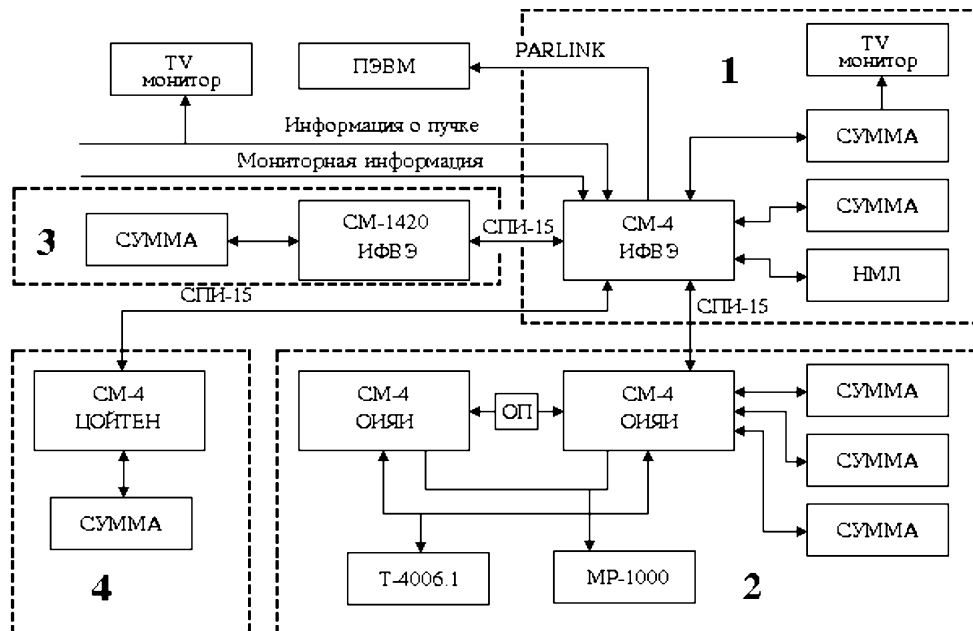 TV
монитор
ПЭВМ
PARLINK
1
TV
монитор
Информация о пучке
СУММА
Мониторная информация
3
СУММА
СМ-1420
ИФВЭ
СПИ-15
СМ-4
ИФВЭ
СУММА
НМЛ
СПИ-15
СПИ-15
СМ-4
ЦОЙТЕН
СМ-4
ОИЯИ
ОП
СМ-4
ОИЯИ
СУММА
СУММА
СУММА
СУММА
4
Т-4006.1
МР-1000
2